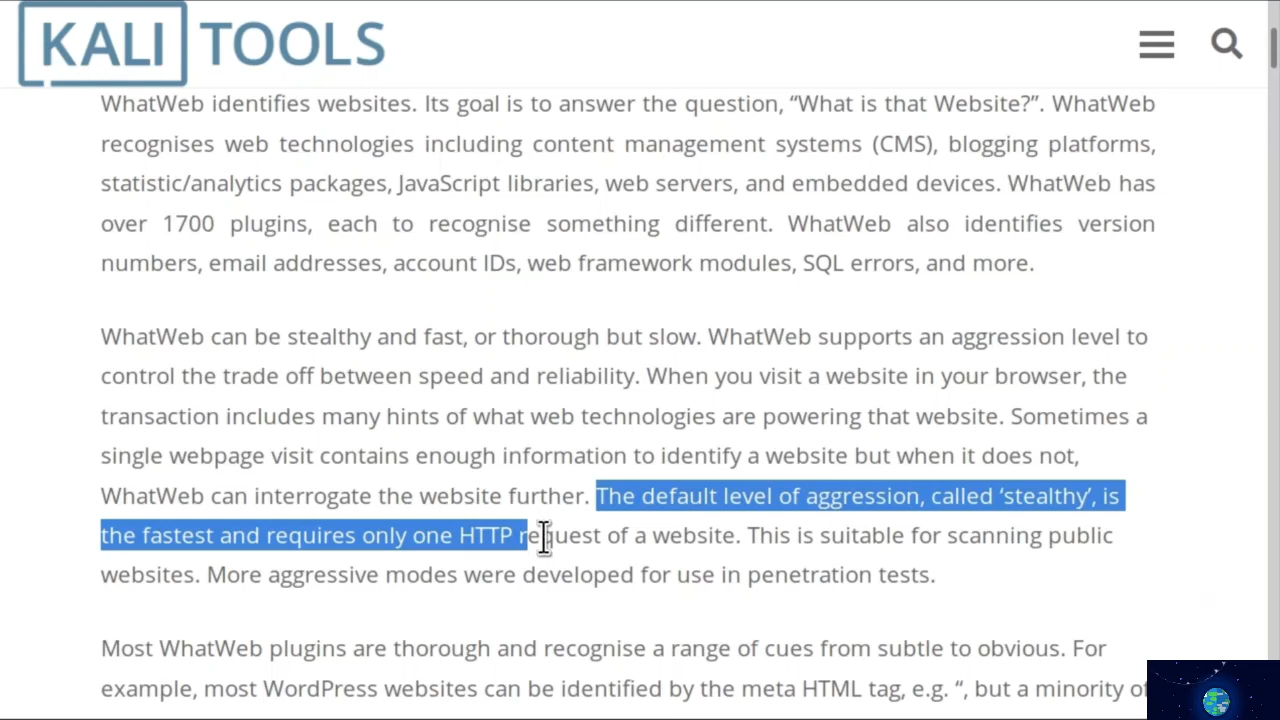 KALI TOOLS
WhatWeb identifies websites. Its goal is to answer the question, “What is that Website?”. WhatWeb
recognises web technologies including content management systems (CMS), blogging platforms,
statistic/analytics packages, JavaScript libraries, web servers, and embedded devices. WhatWeb has
over 1700 plugins, each to recognise something different. WhatWeb also identifies version
numbers, email addresses, account IDs, web framework modules, SQL errors, and more.
WhatWeb can be stealthy and fast, or thorough but slow. WhatWeb supports an aggression level to
control the trade off between speed and reliability. When you visit a website in your browser, the
transaction includes many hints of what web technologies are powering that website. Sometimes a
single webpage visit contains enough information to identify a website but when it does not,
WhatWeb can interrogate the website further. The default level of aggression, called ‘stealthy’, is
the fastest and requires only one HTTP request of a website. This is suitable for scanning public
websites. More aggressive modes were developed for use in penetration tests.
Most WhatWeb plugins are thorough and recognise a range of cues from subtle to obvious. For
example, most WordPress websites can be identified by the meta HTML tag, e.g. “, but a minority of